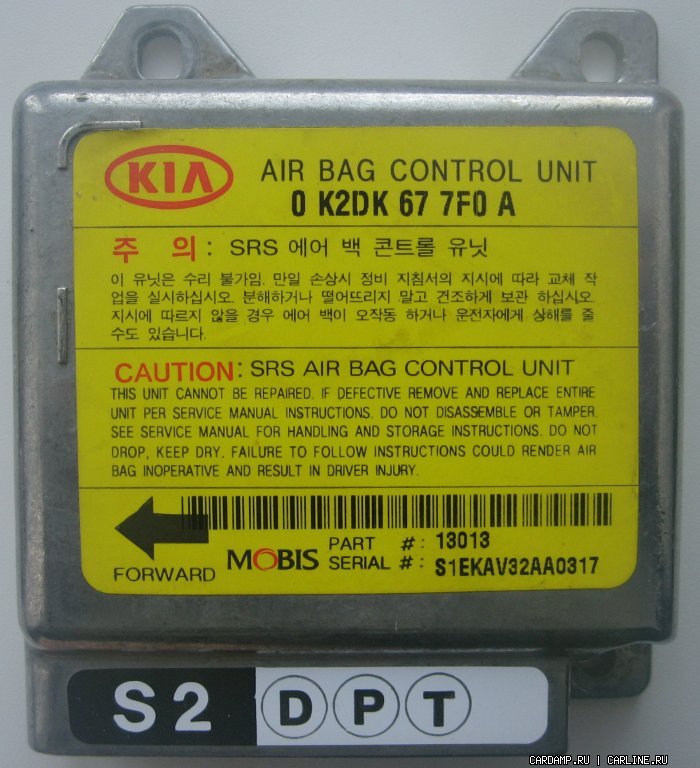 KIA
AIR BAG CONTROL UNIT
0 K2DK 67 7F0 A
주 의 : SRS 에어 백 콘트롤 유닛
이 유닛은 수리 불가임. 만일 손상시 정비 지침서의 지시에 따라 교체 작
업을 실시하십시오. 분해하거나 떨어뜨리지 말고 건조하게 보관 하십시오.
지시에 따르지 않을 경우 에어 백이 오작동 하거나 운전자에게 상해를 줄
수도 있습니다.
CAUTION: SRS AIR BAG CONTROL UNIT
THIS UNIT CANNOT BE REPAIRED. IF DEFECTIVE REMOVE AND REPLACE ENTIRE
UNIT PER SERVICE MANUAL INSTRUCTIONS. DO NOT DISASSEMBLE OR TAMPER.
SEE SERVICE MANUAL FOR HANDLING AND STORAGE INSTRUCTIONS. DO NOT
DROP, KEEP DRY. FAILURE TO FOLLOW INSTRUCTIONS COULD RENDER AIR
BAG INOPERATIVE AND RESULT IN DRIVER INJURY.
FORWARD
MOBIS
PART #: 13013
SERIAL #: S1EKAV32AA0317
S2 D P T
CARDAMP.RU | CARLINE.RU